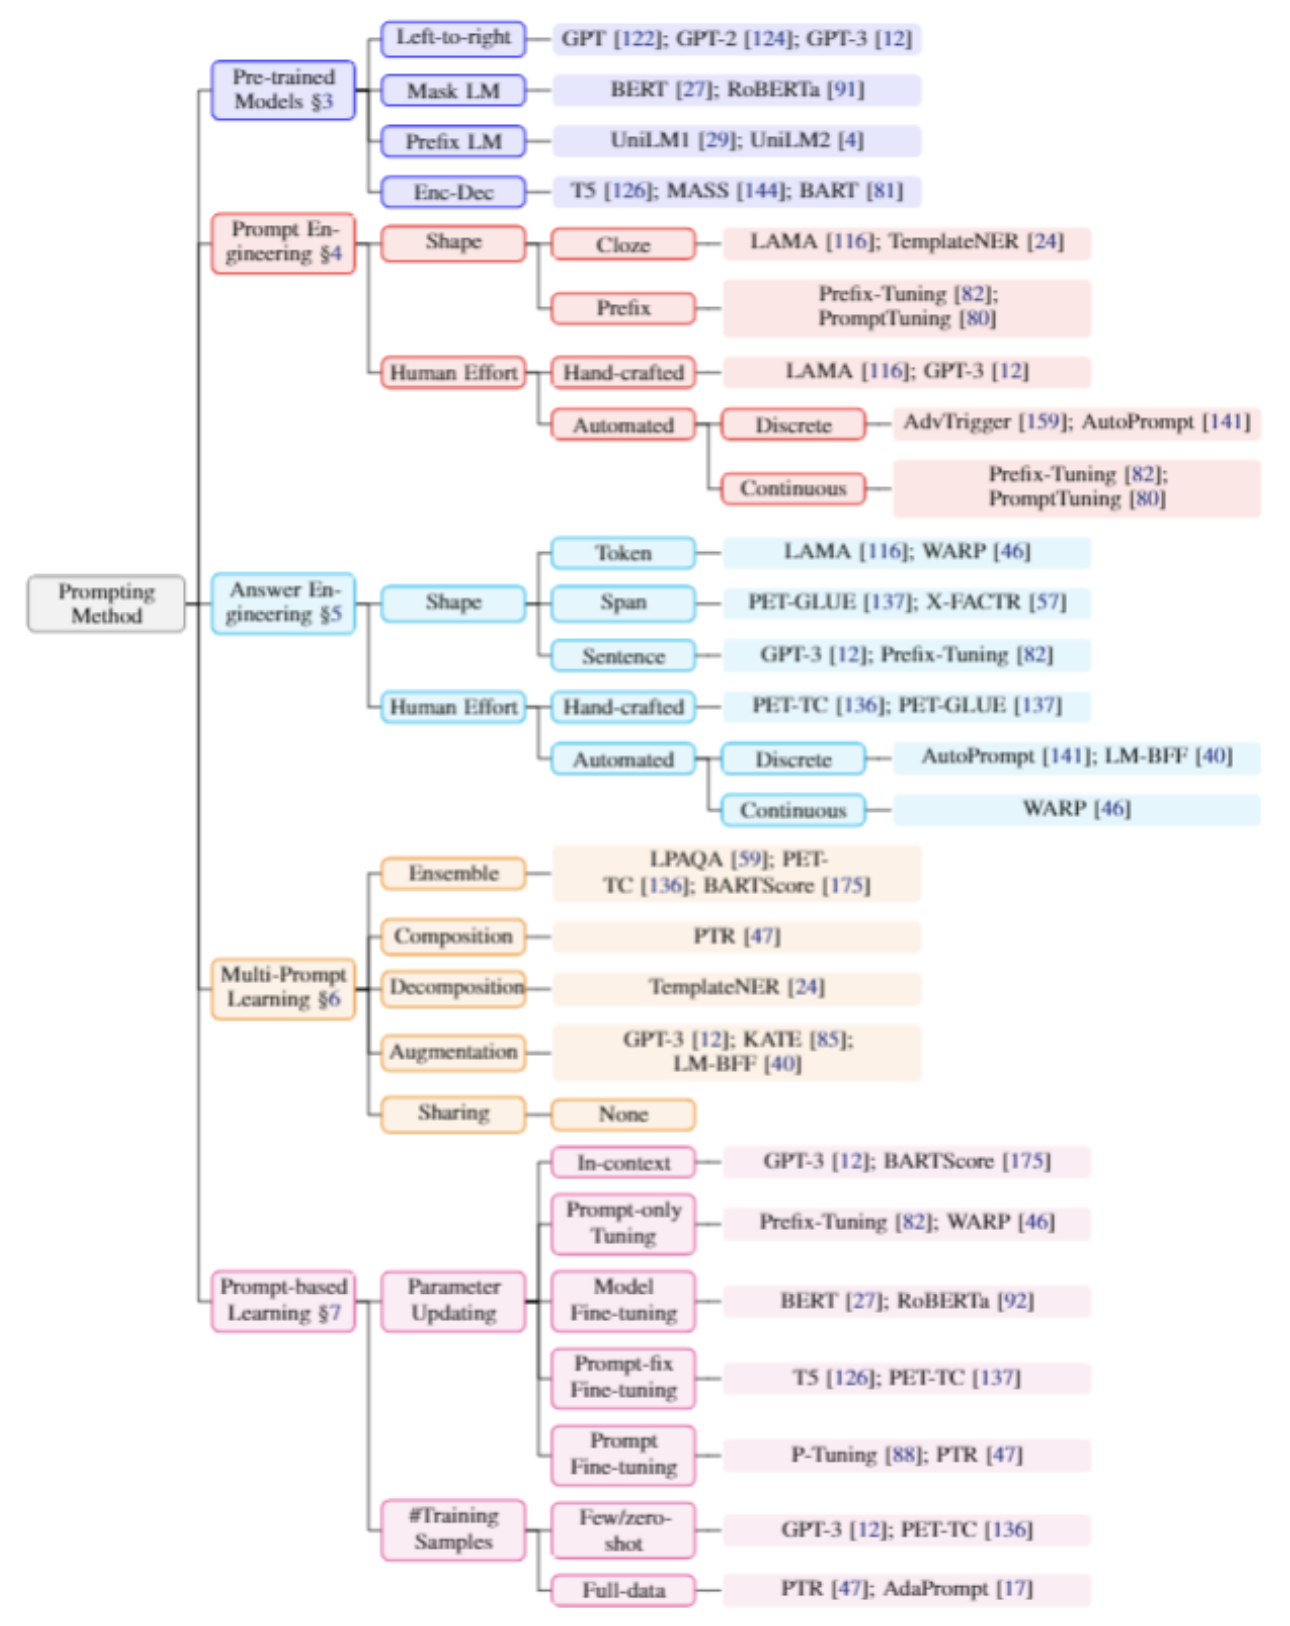 Prompting
Method
Pre-trained
Models §3
Left-to-right
GPT [122]; GPT-2 [124]; GPT-3 [12]
Mask LM
BERT [27]; RoBERTa [91]
Prefix LM
UniLM1 [29]; UniLM2 [4]
Enc-Dec
T5 [126]; MASS [144]; BART [81]
Prompt En-
gineering §4
Shape
Cloze
LAMA [116]; TemplateNER [24]
Prefix
Prefix-Tuning [82];
PromptTuning [80]
Human Effort
Hand-crafted
LAMA [116]; GPT-3 [12]
Automated
Discrete
AdvTrigger [159]; AutoPrompt [141]
Continuous
Prefix-Tuning [82];
PromptTuning [80]
Answer En-
gineering §5
Shape
Token
LAMA [116]; WARP [46]
Span
PET-GLUE [137]; X-FACTR [57]
Sentence
GPT-3 [12]; Prefix-Tuning [82]
Human Effort
Hand-crafted
PET-TC [136]; PET-GLUE [137]
Automated
Discrete
AutoPrompt [141]; LM-BFF [40]
Continuous
WARP [46]
Multi-Prompt
Learning §6
Ensemble
LPAQA [59]; PET-
TC [136]; BARTScore [175]
Composition
PTR [47]
Decomposition
TemplateNER [24]
Augmentation
GPT-3 [12]; KATE [85];
LM-BFF [40]
Sharing
None
Prompt-based
Learning §7
Parameter
Updating
In-context
GPT-3 [12]; BARTScore [175]
Prompt-only
Tuning
Prefix-Tuning [82]; WARP [46]
Model
Fine-tuning
BERT [27]; RoBERTa [92]
Prompt-fix
Fine-tuning
T5 [126]; PET-TC [137]
Prompt
Fine-tuning
P-Tuning [88]; PTR [47]
#Training
Samples
Few/zero-
shot
GPT-3 [12]; PET-TC [136]
Full-data
PTR [47]; AdaPrompt [17]